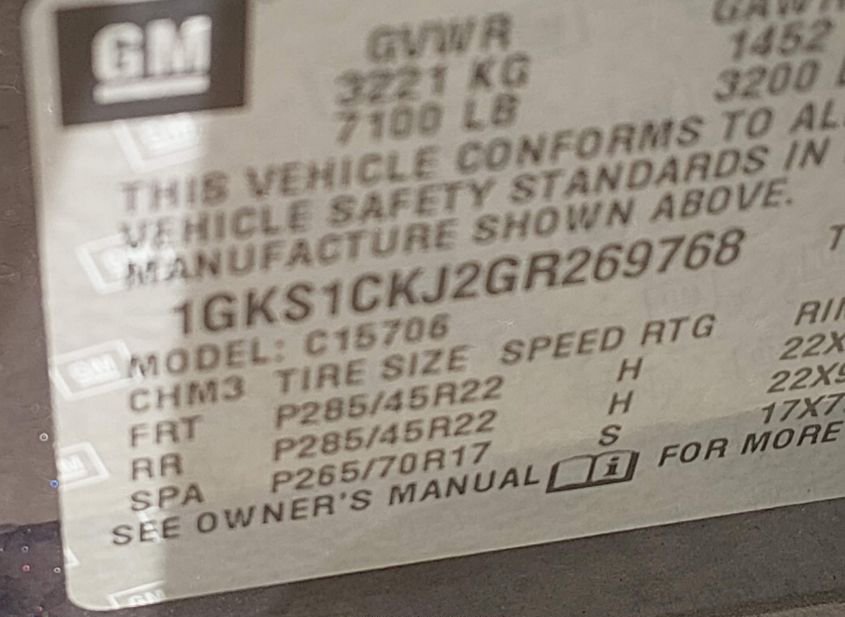 GM
GVWR GAWR
3221 KG 1452
7100 LB 3200
THIS VEHICLE CONFORMS TO
VEHICLE SAFETY STANDARDS IN
MANUFACTURE SHOWN ABOVE.
1GKS1CKJ2GR269768 T
MODEL: C15706
CHM3 TIRE SIZE SPEED RTG
FRT P285/45R22 H 22X
RR P285/45R22 H 22X9
SPA P265/70R17 S 17X7
SEE OWNER'S MANUAL FOR MORE